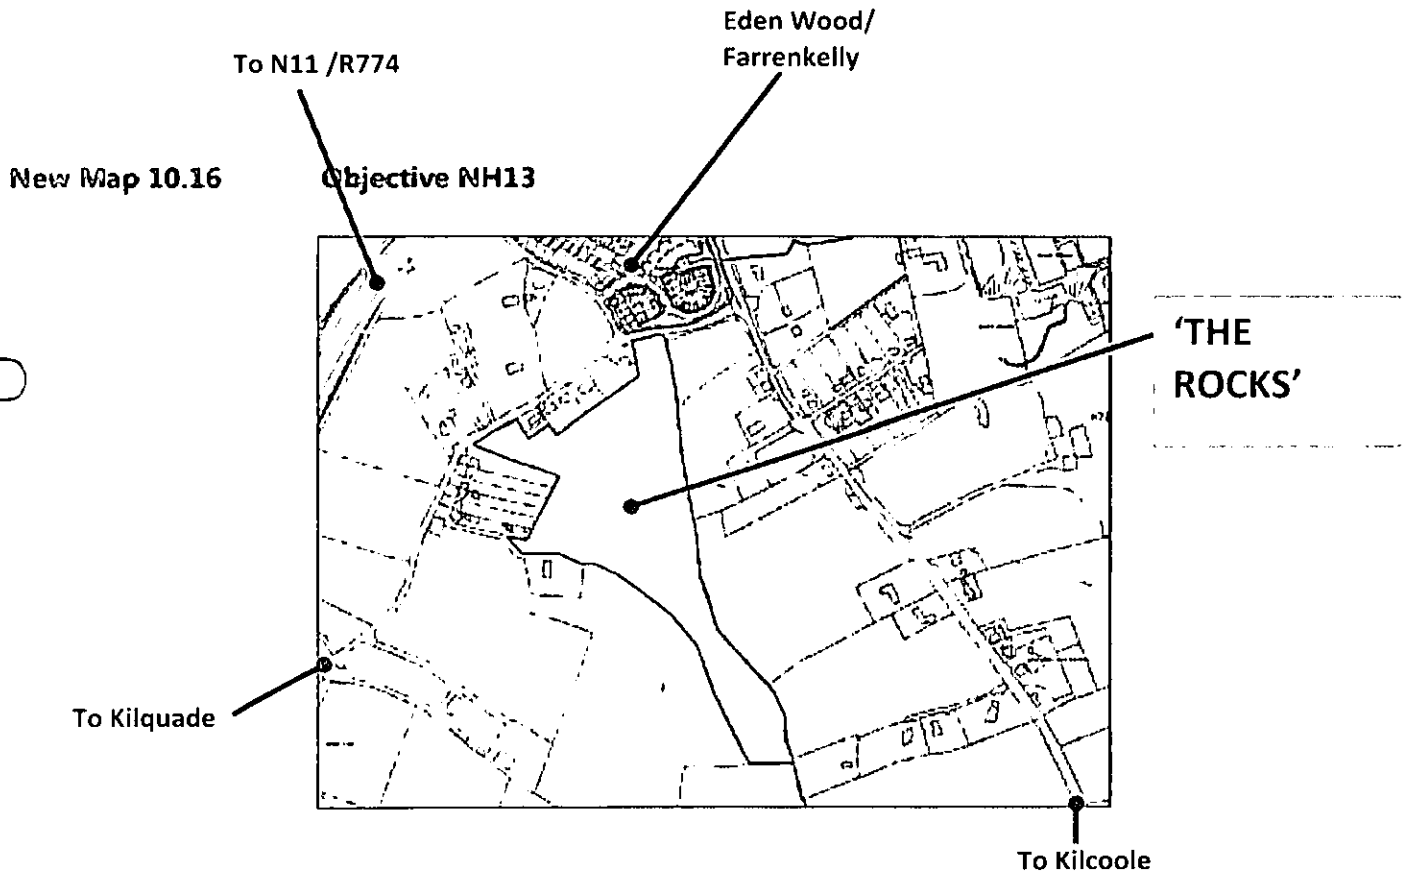 Eden Wood/
Farrenkelly
To N11 /R774
New Map 10.16 Objective NH13
'THE
ROCKS'
To Kilquade
To Kilcoole